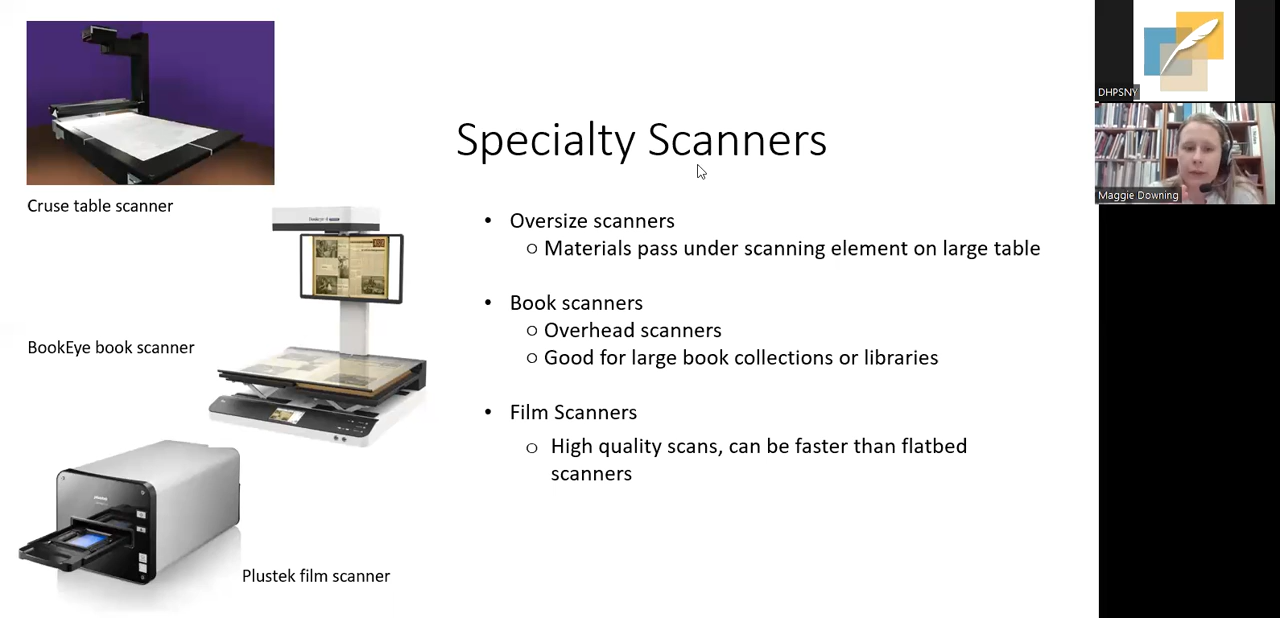 Specialty Scanners
Cruse table scanner
BookEye book scanner
Plustek film scanner
• Oversize scanners
o Materials pass under scanning element on large table
• Book scanners
o Overhead scanners
o Good for large book collections or libraries
• Film Scanners
o High quality scans, can be faster than flatbed
scanners
DHPSNY
Maggie Downing